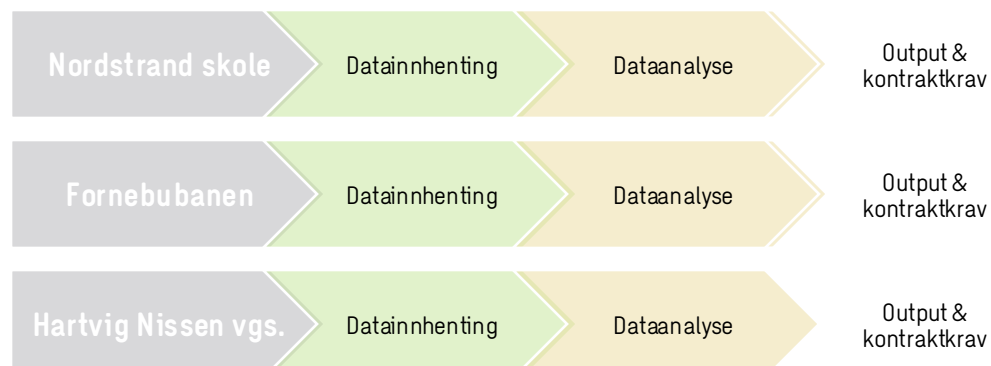 Nordstrand skole
Datainnhenting
Dataanalyse
Output &
kontraktkrav
Fornebubanen
Datainnhenting
Dataanalyse
Output &
kontraktkrav
Hartvig Nissen vgs.
Datainnhenting
Dataanalyse
Output &
kontraktkrav